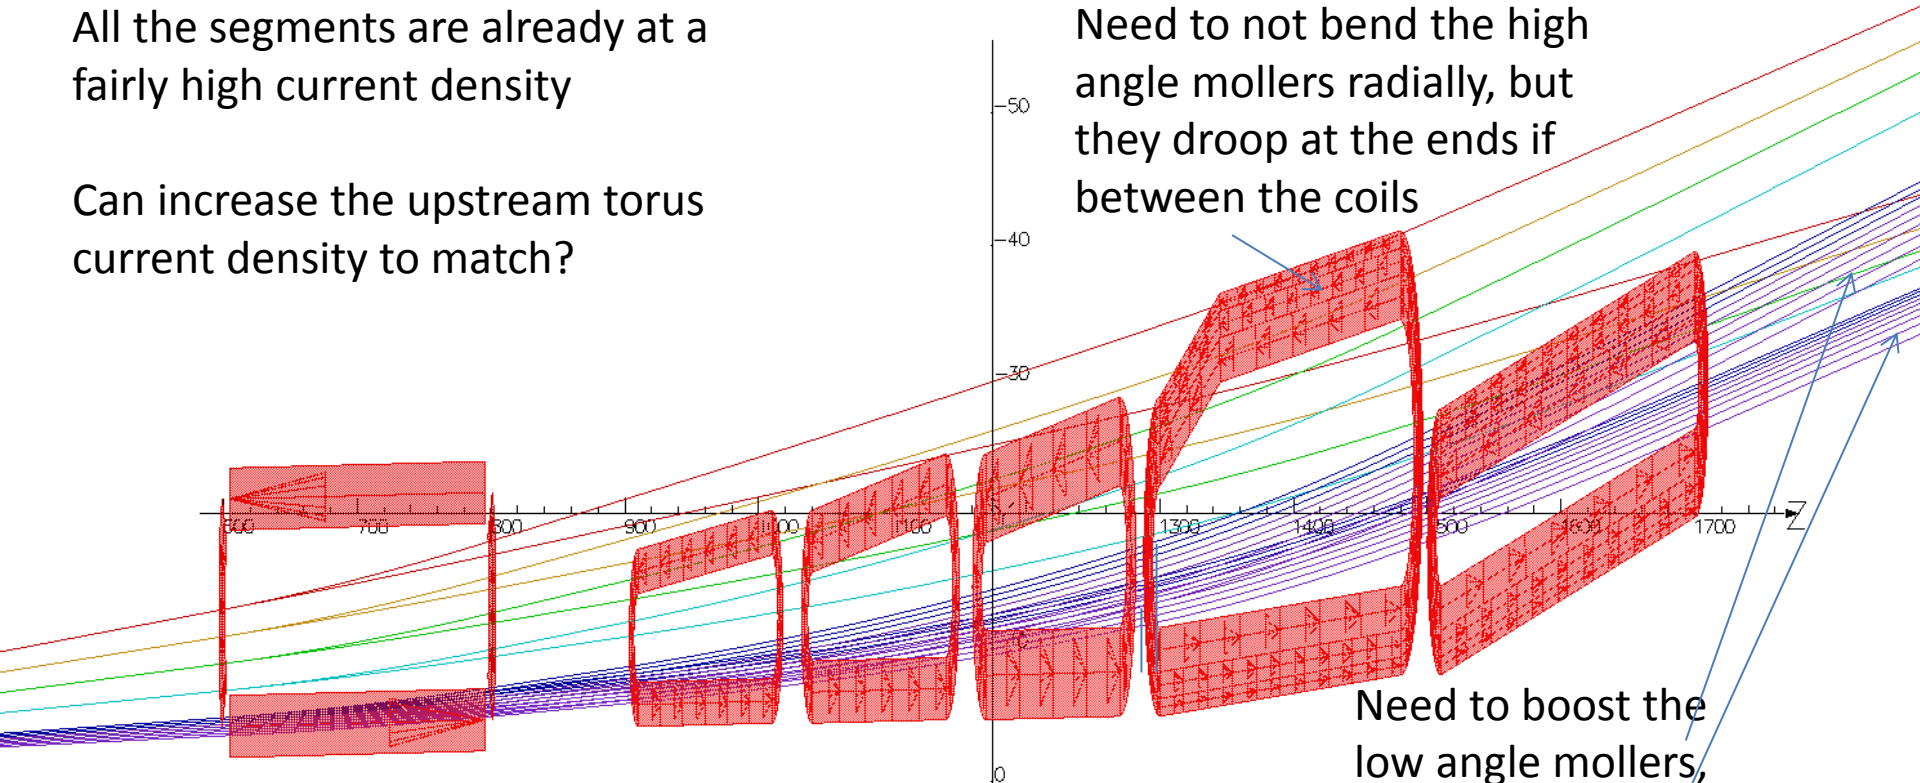 All the segments are already at a
fairly high current density
Can increase the upstream torus
current density to match?
Need to not bend the high
angle mollers radially, but
they droop at the ends if
between the coils
50
40
30
700
800
900
1300
1400
1700
Z
0
Need to boost the
low angle mollers,